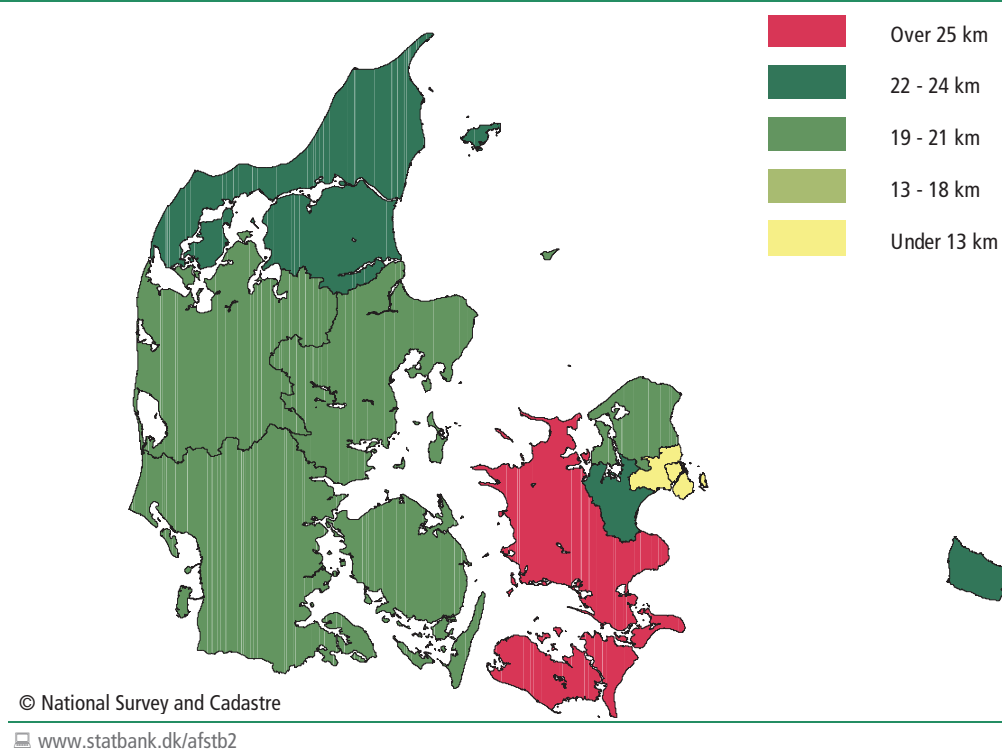 Over 25 km
22 - 24 km
19 - 21 km
13 - 18 km
Under 13 km
© National Survey and Cadastre
www.statbank.dk/afstb2